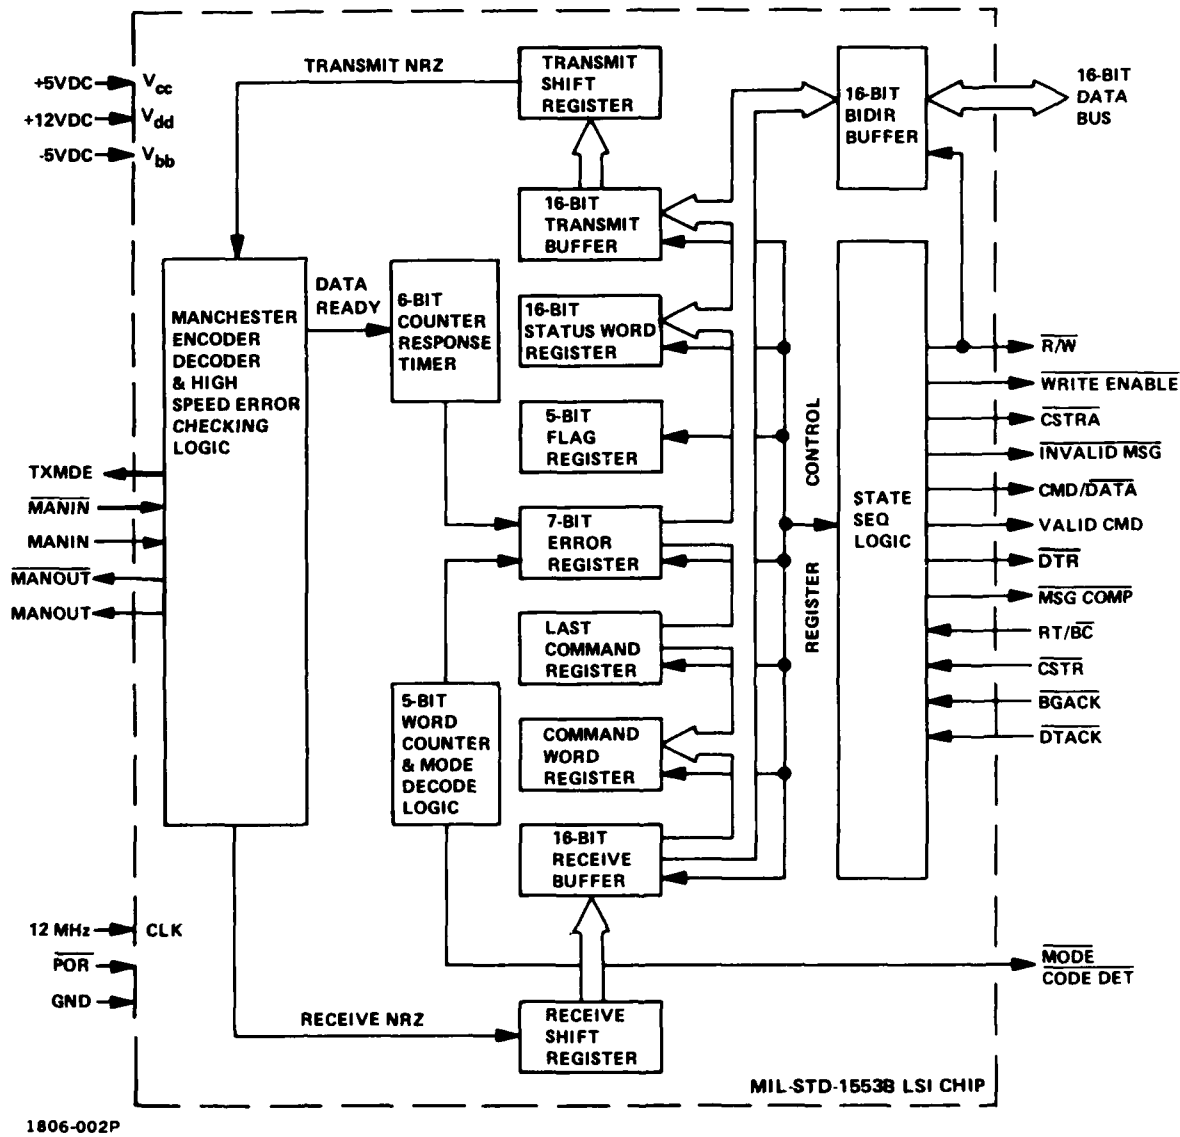 +5VDC
V_cc
+12VDC
V_dd
-5VDC
V_bb
TRANSMIT NRZ
TRANSMIT
SHIFT
REGISTER
16-BIT
BIDIR
BUFFER
16-BIT
DATA
BUS
16-BIT
TRANSMIT
BUFFER
MANCHESTER
ENCODER
DECODER
& HIGH
SPEED ERROR
CHECKING
LOGIC
DATA
READY
6-BIT
COUNTER
RESPONSE
TIMER
16-BIT
STATUS WORD
REGISTER
5-BIT
FLAG
REGISTER
7-BIT
ERROR
REGISTER
LAST
COMMAND
REGISTER
COMMAND
WORD
REGISTER
16-BIT
RECEIVE
BUFFER
5-BIT
WORD
COUNTER
& MODE
DECODE
LOGIC
REGISTER CONTROL
STATE
SEQ
LOGIC
R/W
WRITE ENABLE
CSTRA
INVALID MSG
CMD/DATA
VALID CMD
DTR
MSG COMP
RT/BC
CSTR
BGACK
DTACK
TXMDE
MANIN
MANIN
MANOUT
MANOUT
12 MHz
CLK
POR
GND
MODE
CODE DET
RECEIVE NRZ
RECEIVE
SHIFT
REGISTER
MIL-STD-1553B LSI CHIP
1806-002P